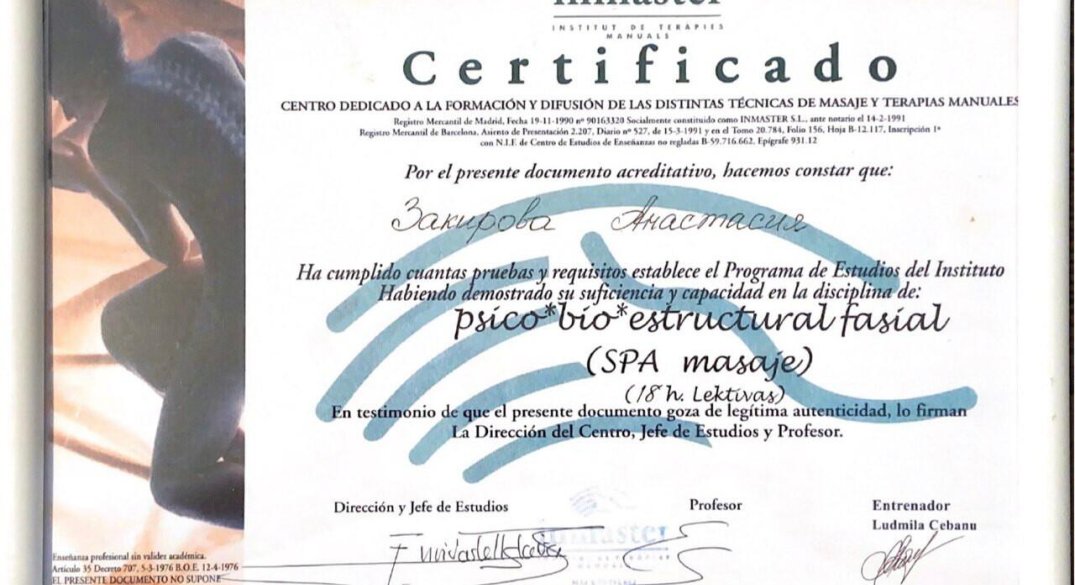 inmaster
INSTITUT DE TERÀPIES
MANUALS
Certificado
CENTRO DEDICADO A LA FORMACIÓN Y DIFUSIÓN DE LAS DISTINTAS TÉCNICAS DE MASAJE Y TERAPIAS MANUALES
Registro Mercantil de Madrid, Fecha 19-11-1990 nº 90163320 Socialmente constituido como INMASTER S.L., ante notario el 14-2-1991
Registro Mercantil de Barcelona, Asiento de Presentación 2.207, Diario nº 527, de 15-3-1991 y en el Tomo 20.784, Folio 156, Hoja B-12.117, Inscripción 1ª
con N.I.F. de Centro de Estudios de Enseñanzas no regladas B-59.716.662, Epígrafe 931.12
Por el presente documento acreditativo, hacemos constar que:
Закирова Анастасия
Ha cumplido cuantas pruebas y requisitos establece el Programa de Estudios del Instituto
Habiendo demostrado su suficiencia y capacidad en la disciplina de:
psico*bio*estructural fasial
(SPA masaje)
(18 h. Lektivas)
En testimonio de que el presente documento goza de legítima autenticidad, lo firman
La Dirección del Centro, Jefe de Estudios y Profesor.
Dirección y Jefe de Estudios
Profesor
Entrenador
Ludmila Cebanu
inmaster
Enseñanza profesional sin validez académica.
Artículo 35 Decreto 707, 5-3-1976 B.O.E. 12-4-1976
EL PRESENTE DOCUMENTO NO SUPONE